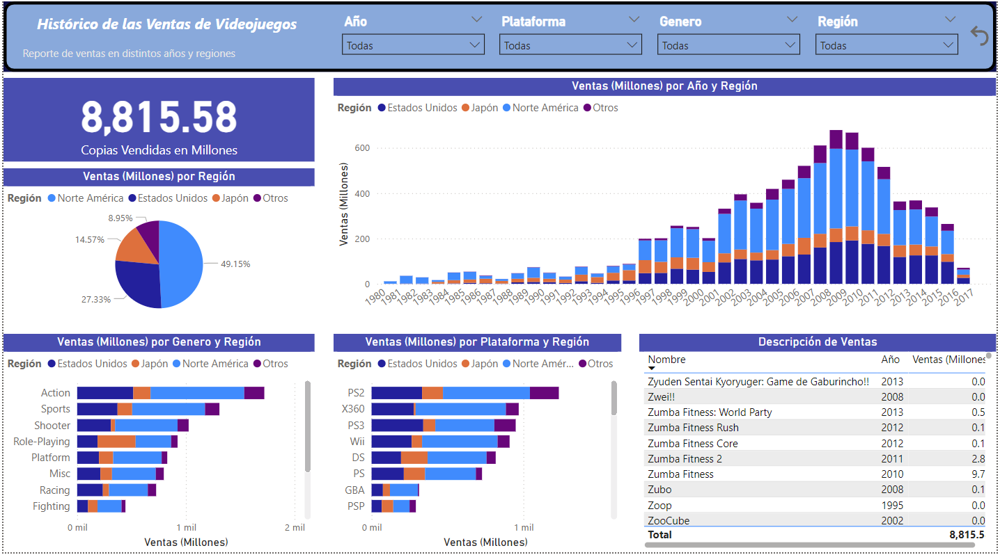 Histórico de las Ventas de Videojuegos
Reporte de ventas en distintos años y regiones
Año
Todas
Plataforma
Todas
Genero
Todas
Región
Todas
8,815.58
Copias Vendidas en Millones
Ventas (Millones) por Región
Región Norte América Estados Unidos Japón Otros
8.95%
14.57%
49.15%
27.33%
Ventas (Millones) por Año y Región
Región Estados Unidos Japón Norte América Otros
Ventas (Millones)
600
400
200
0
1980 1981 1982 1983 1984 1985 1986 1987 1988 1989 1990 1991 1992 1993 1994 1995 1996 1997 1998 1999 2000 2001 2002 2003 2004 2005 2006 2007 2008 2009 2010 2011 2012 2013 2014 2015 2016 2017
Ventas (Millones) por Genero y Región
Región Estados Unidos Japón Norte América Otros
Action
Sports
Shooter
Role-Playing
Platform
Misc
Racing
Fighting
0 mil 1 mil 2 mil
Ventas (Millones)
Ventas (Millones) por Plataforma y Región
Región Estados Unidos Japón Norte Amér... Otros
PS2
X360
PS3
Wii
DS
PS
GBA
PSP
0 mil 1 mil
Ventas (Millones)
Descripción de Ventas
Nombre Año Ventas (Millones
Zyuden Sentai Kyoryuger: Game de Gaburincho!! 2013 0.0
Zwei!! 2008 0.0
Zumba Fitness: World Party 2013 0.5
Zumba Fitness Rush 2012 0.1
Zumba Fitness Core 2012 0.1
Zumba Fitness 2 2011 2.8
Zumba Fitness 2010 9.7
Zubo 2008 0.1
Zoop 1995 0.0
ZooCube 2002 0.0
Total 8,815.5